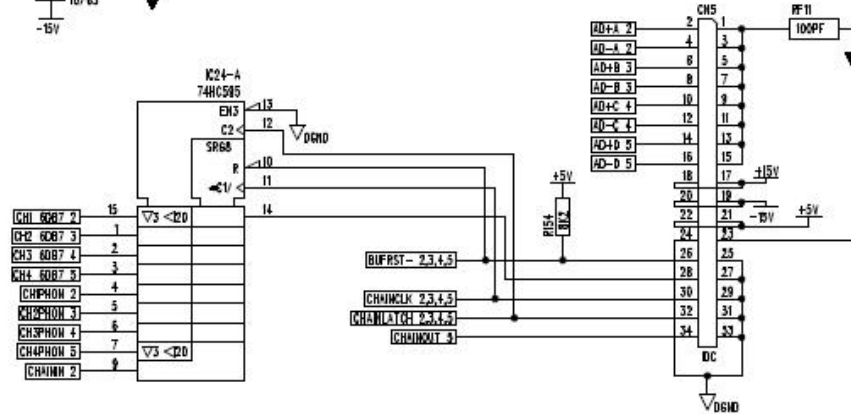 -15V
IC24-A
74HC595
EN3
13
C2
12
SRG8
R
10
C1/
11
14
DGND
CH1 6DB7 2
15
CH2 6DB7 3
1
CH3 6DB7 4
2
CH4 6DB7 5
3
CH1PHON 2
4
CH2PHON 3
5
CH3PHON 4
6
CH4PHON 5
7
CHAININ 2
9
CN5
RF11
100PF
AD+A 2
2
1
AD-A 2
4
3
AD+B 3
6
5
AD-B 3
8
7
AD+C 4
10
9
AD-C 4
12
11
AD+D 5
14
13
AD-D 5
16
15
18
17
+15V
20
19
-15V
22
21
+5V
24
23
+5V
R154
8K2
BUFRST- 2,3,4,5
26
25
28
27
CHAINCLK 2,3,4,5
30
29
CHAINLATCH 2,3,4,5
32
31
CHAINOUT 5
34
33
IDC
DGND